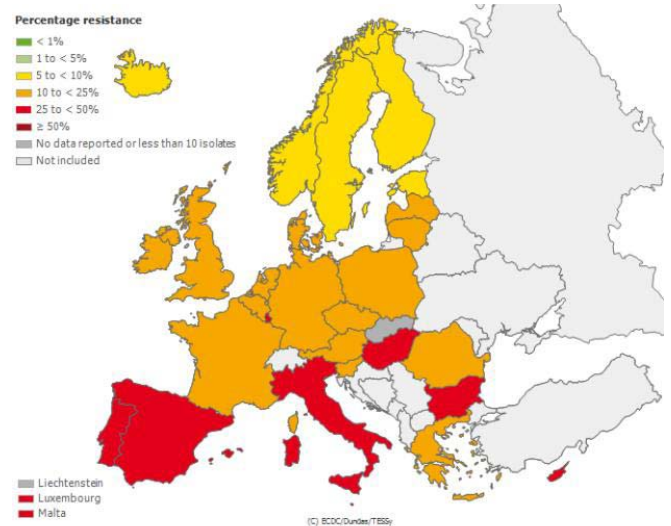 Percentage resistance
< 1%
1 to < 5%
5 to < 10%
10 to < 25%
25 to < 50%
≥ 50%
No data reported or less than 10 isolates
Not included
Liechtenstein
Luxembourg
Malta
(C) ECDC/Dundas/TESSy